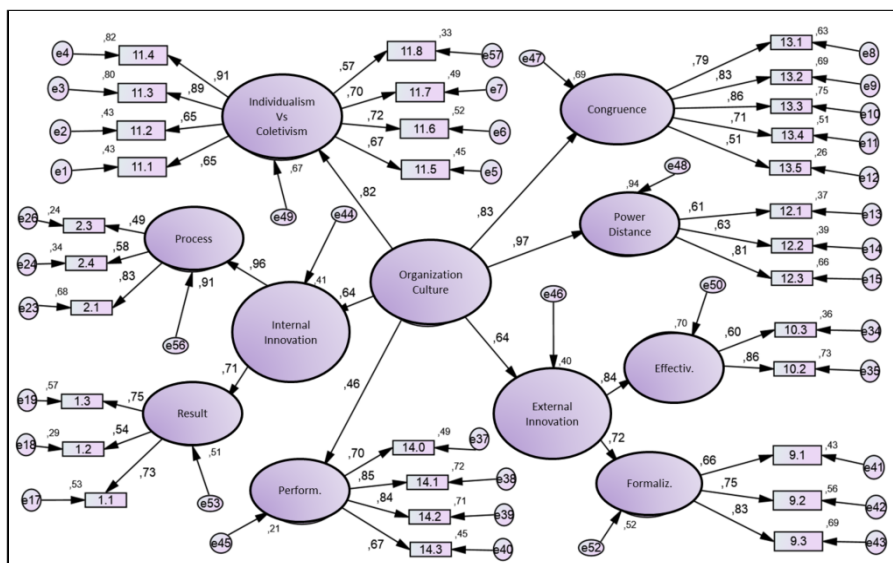 e4
,82
11.4
,91
e3
,80
11.3
,89
e2
,43
11.2
,65
e1
,43
11.1
,65
Individualism
Vs
Coletivism
,67
e49
,57
11.8
,33
e57
,70
11.7
,49
e7
,72
11.6
,52
e6
,67
11.5
,45
e5
,82
e47
,69
Congruence
,79
13.1
,63
e8
,83
13.2
,69
e9
,86
13.3
,75
e10
,71
13.4
,51
e11
,51
13.5
,26
e12
,83
e48
,94
Power
Distance
,61
12.1
,37
e13
,63
12.2
,39
e14
,81
12.3
,66
e15
,97
e26
,24
2.3
,49
e24
,34
2.4
,58
e23
,68
2.1
,83
Process
,91
e56
,96
e44
,41
Internal
Innovation
,64
Organization
Culture
,71
e19
,57
1.3
,75
e18
,29
1.2
,54
e17
,53
1.1
,73
Result
,51
e53
,46
Perform.
,21
e45
,70
14.0
,49
e37
,85
14.1
,72
e38
,84
14.2
,71
e39
,67
14.3
,45
e40
,64
e46
,40
External
Innovation
,84
e50
,70
Effectiv.
,60
10.3
,36
e34
,86
10.2
,73
e35
,72
Formaliz.
,52
e52
,66
9.1
,43
e41
,75
9.2
,56
e42
,83
9.3
,69
e43